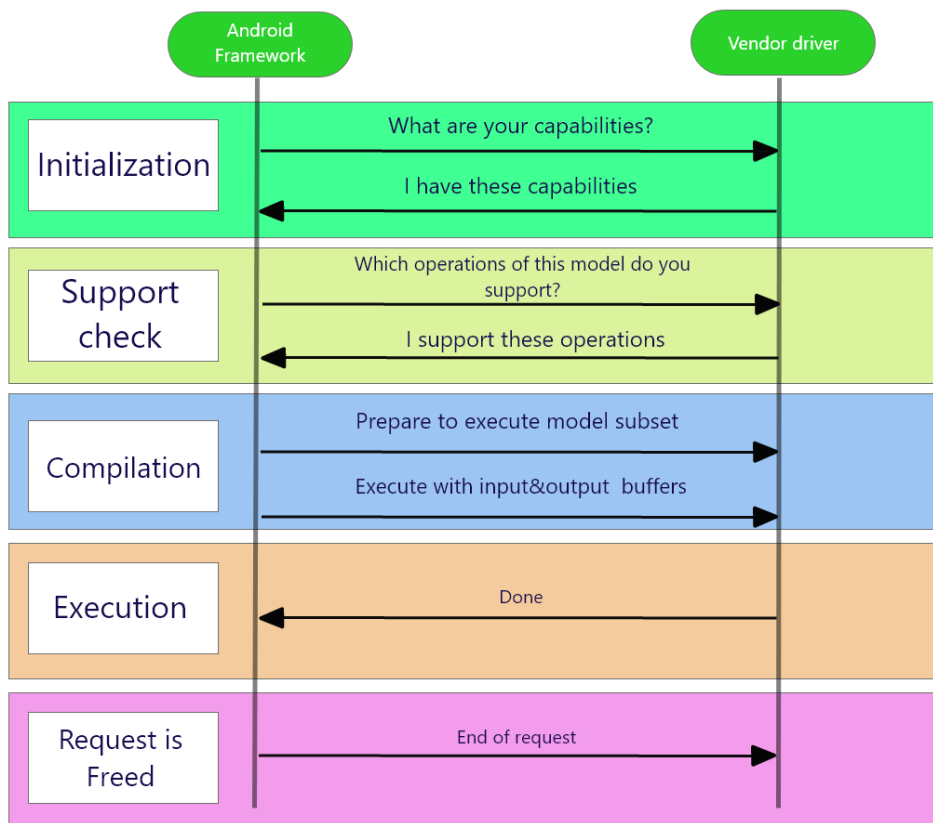 Android
Framework
Vendor driver
Initialization
What are your capabilities?
I have these capabilities
Support
check
Which operations of this model do you
support?
I support these operations
Compilation
Prepare to execute model subset
Execute with input&output  buffers
Execution
Done
Request is
Freed
End of request